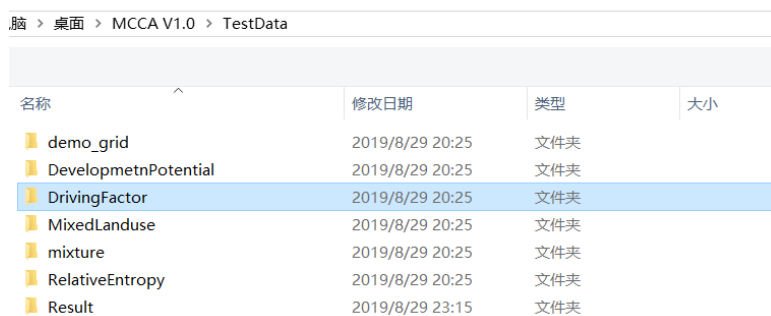 脑 > 桌面 > MCCA V1.0 > TestData
名称 修改日期 类型 大小
demo_grid 2019/8/29 20:25 文件夹
DevelopmetnPotential 2019/8/29 20:25 文件夹
DrivingFactor 2019/8/29 20:25 文件夹
MixedLanduse 2019/8/29 20:25 文件夹
mixture 2019/8/29 20:25 文件夹
RelativeEntropy 2019/8/29 20:25 文件夹
Result 2019/8/29 23:15 文件夹